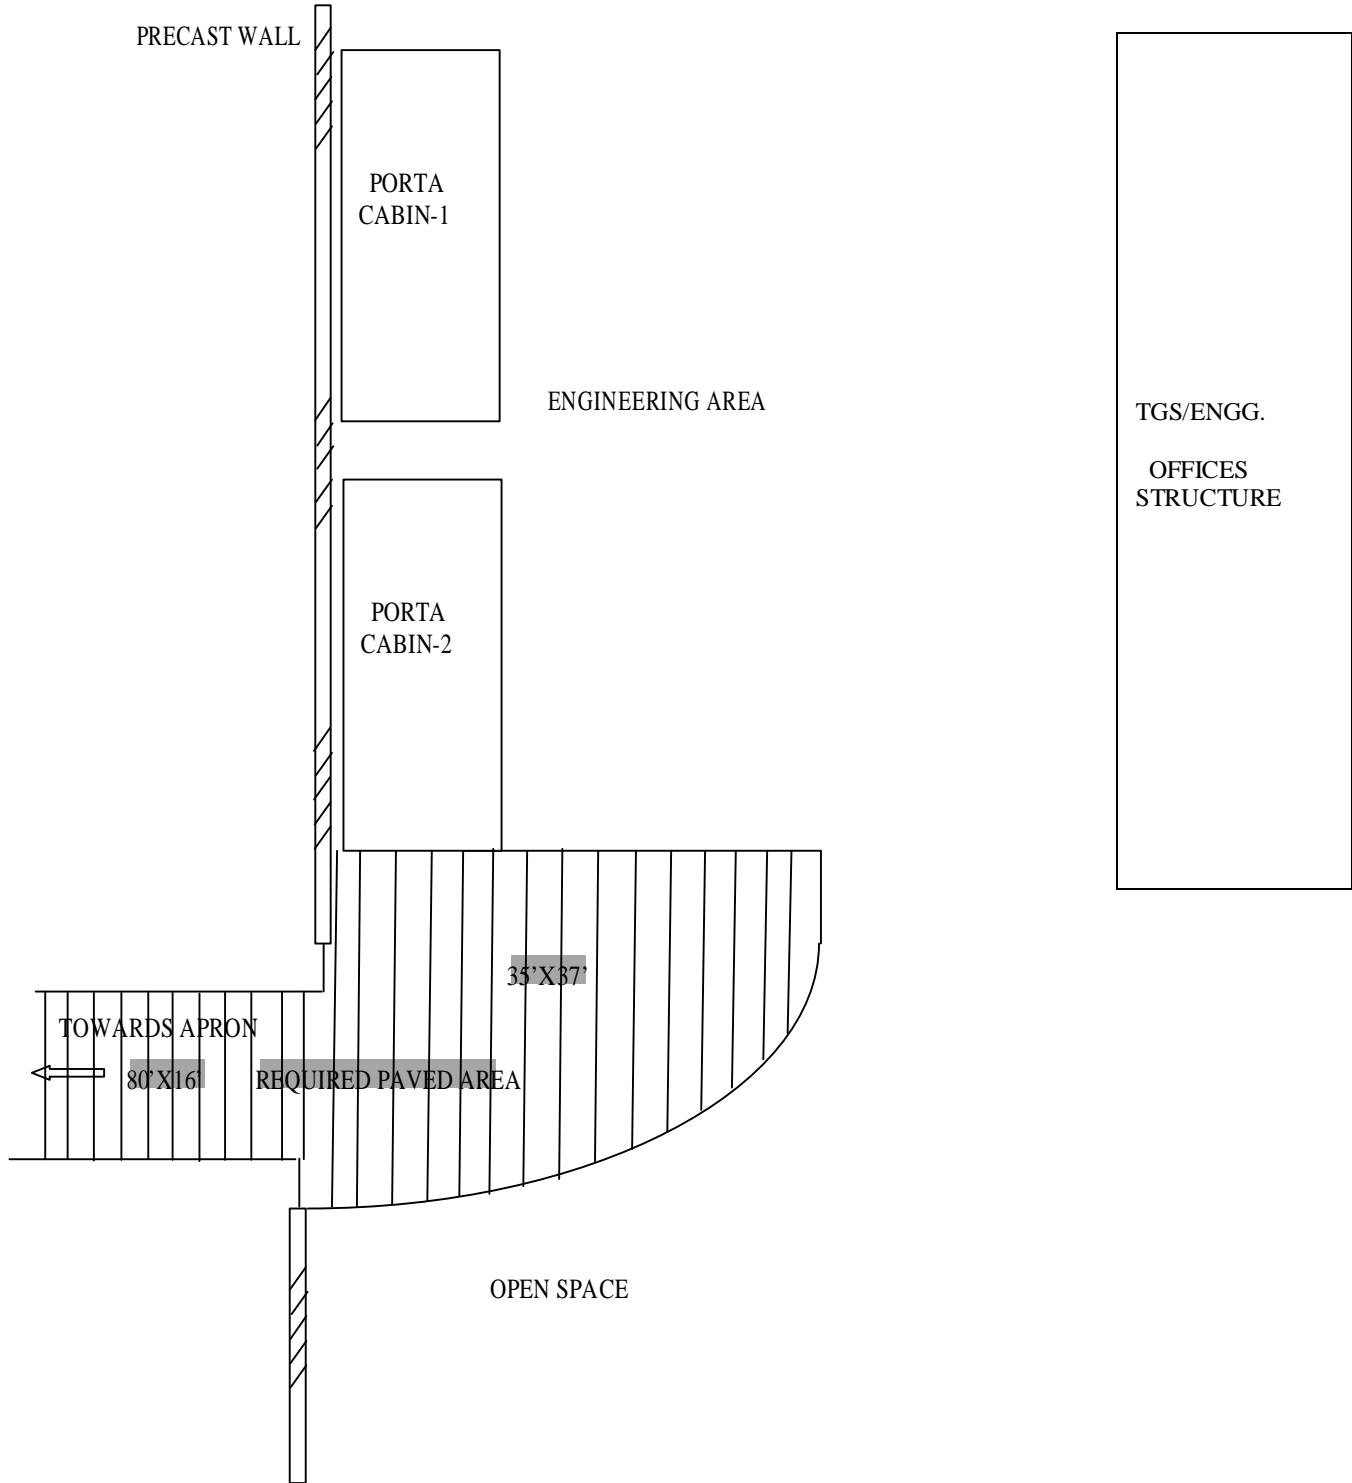 PRECAST WALL
PORTA
CABIN-1
ENGINEERING AREA
TGS/ENGG.
OFFICES
STRUCTURE
PORTA
CABIN-2
35’X37’
TOWARDS APRON
80’X16’
REQUIRED PAVED AREA
OPEN SPACE